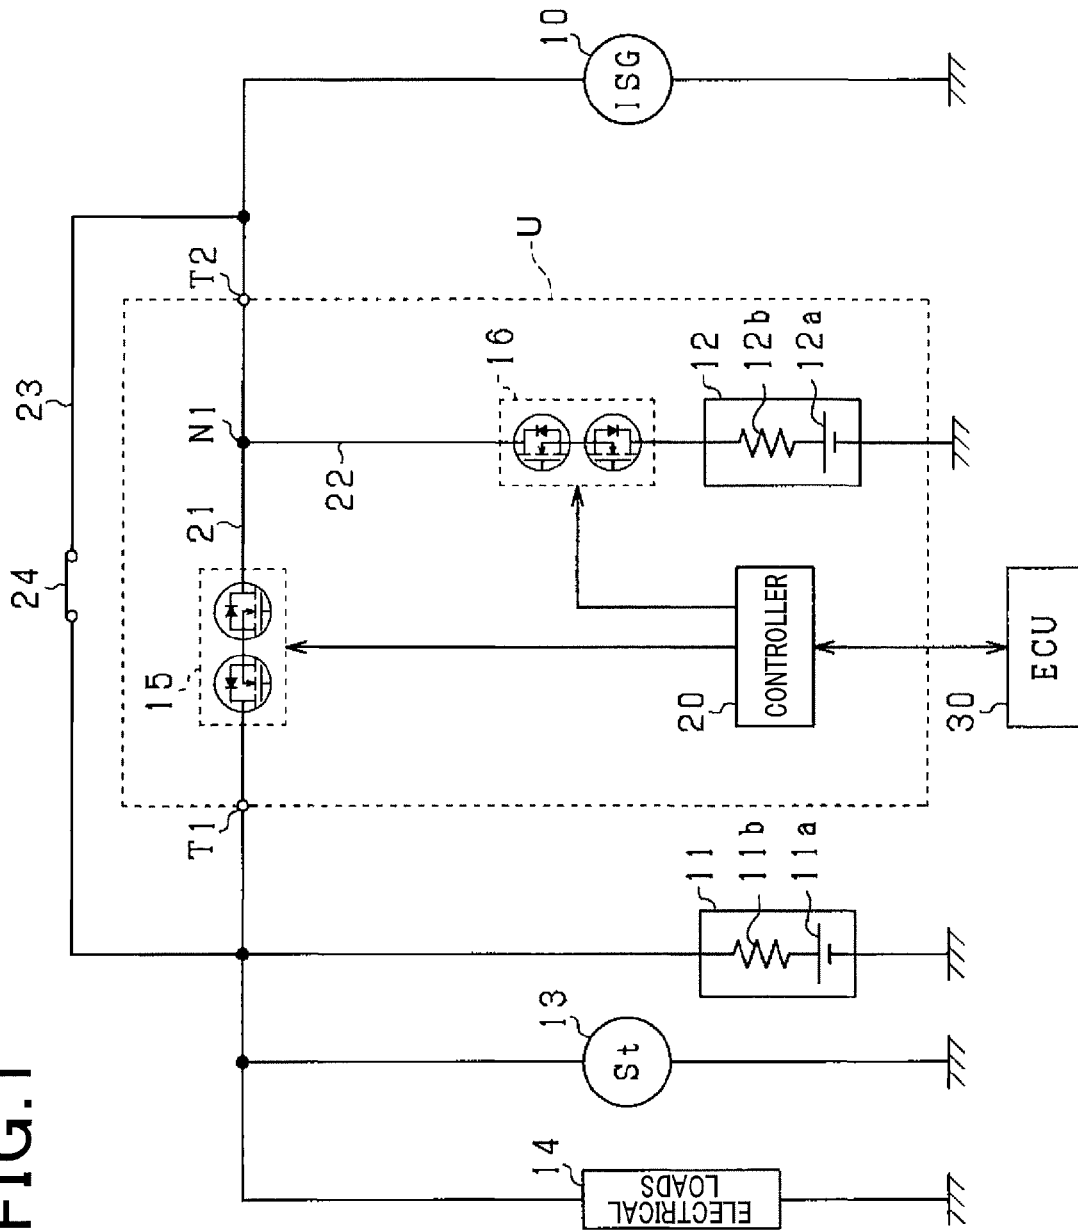 FIG.1
24
23
T1
15
21
N1
T2
22
16
U
10
ISG
14
ELECTRICAL
LOADS
13
St
11
11b
11a
20
CONTROLLER
12
12b
12a
30
ECU